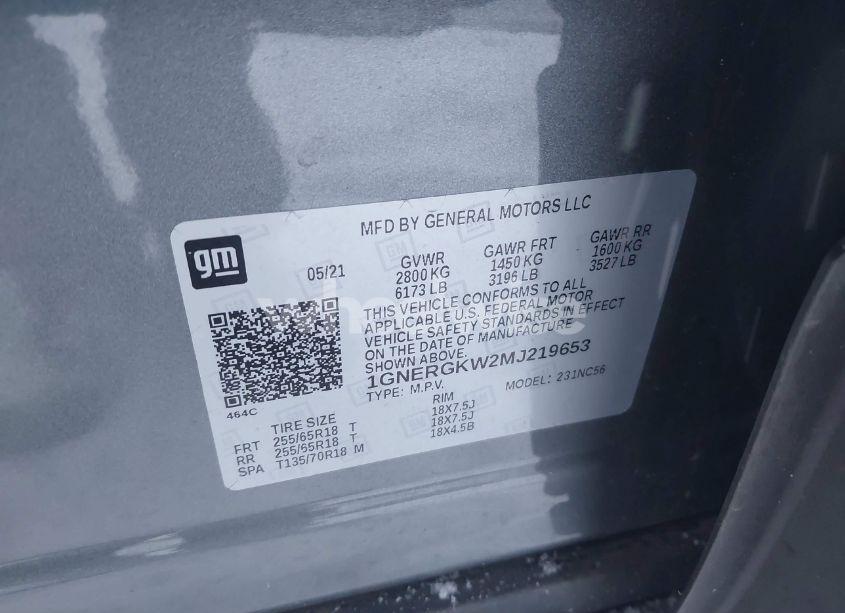 MFD BY GENERAL MOTORS LLC
gm
05/21
GVWR GAWR FRT GAWR RR
2800 KG 1450 KG 1600 KG
6173 LB 3196 LB 3527 LB
THIS VEHICLE CONFORMS TO ALL
APPLICABLE U.S. FEDERAL MOTOR
VEHICLE SAFETY STANDARDS IN EFFECT
ON THE DATE OF MANUFACTURE
SHOWN ABOVE.
1GNERGKW2MJ219653
TYPE: M.P.V. MODEL: 231NC56
464C
TIRE SIZE RIM
FRT 255/65R18 T 18X7.5J
RR 255/65R18 T 18X7.5J
SPA T135/70R18 M 18X4.5B